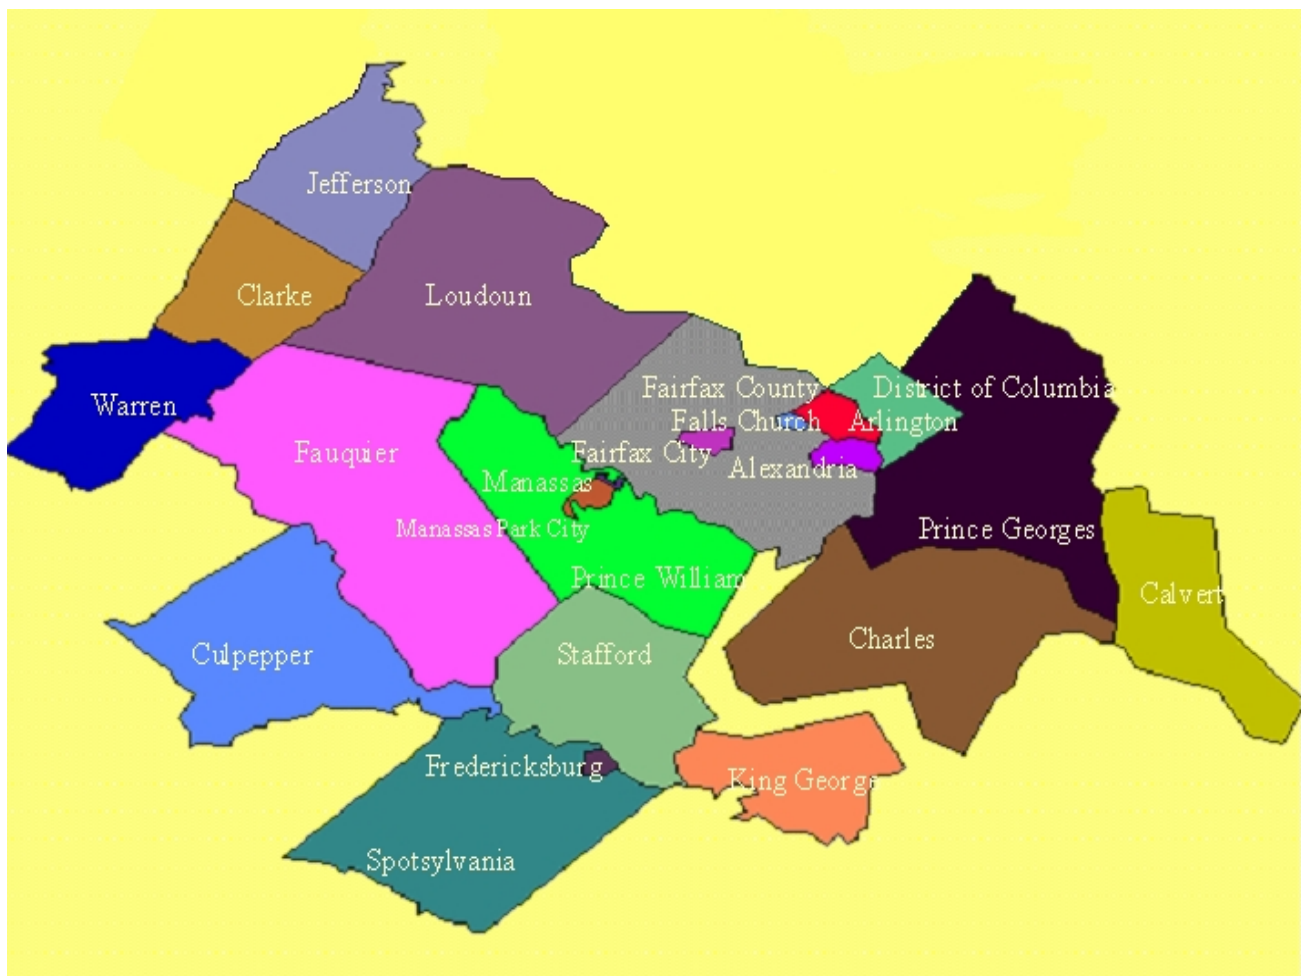 Jefferson
Clarke
Loudoun
Warren
Fairfax County
District of Columbia
Falls Church
Arlington
Fauquier
Fairfax City
Alexandria
Manassas
Manassas Park City
Prince Georges
Prince William
Calvert
Culpepper
Stafford
Charles
Fredericksburg
King George
Spotsylvania